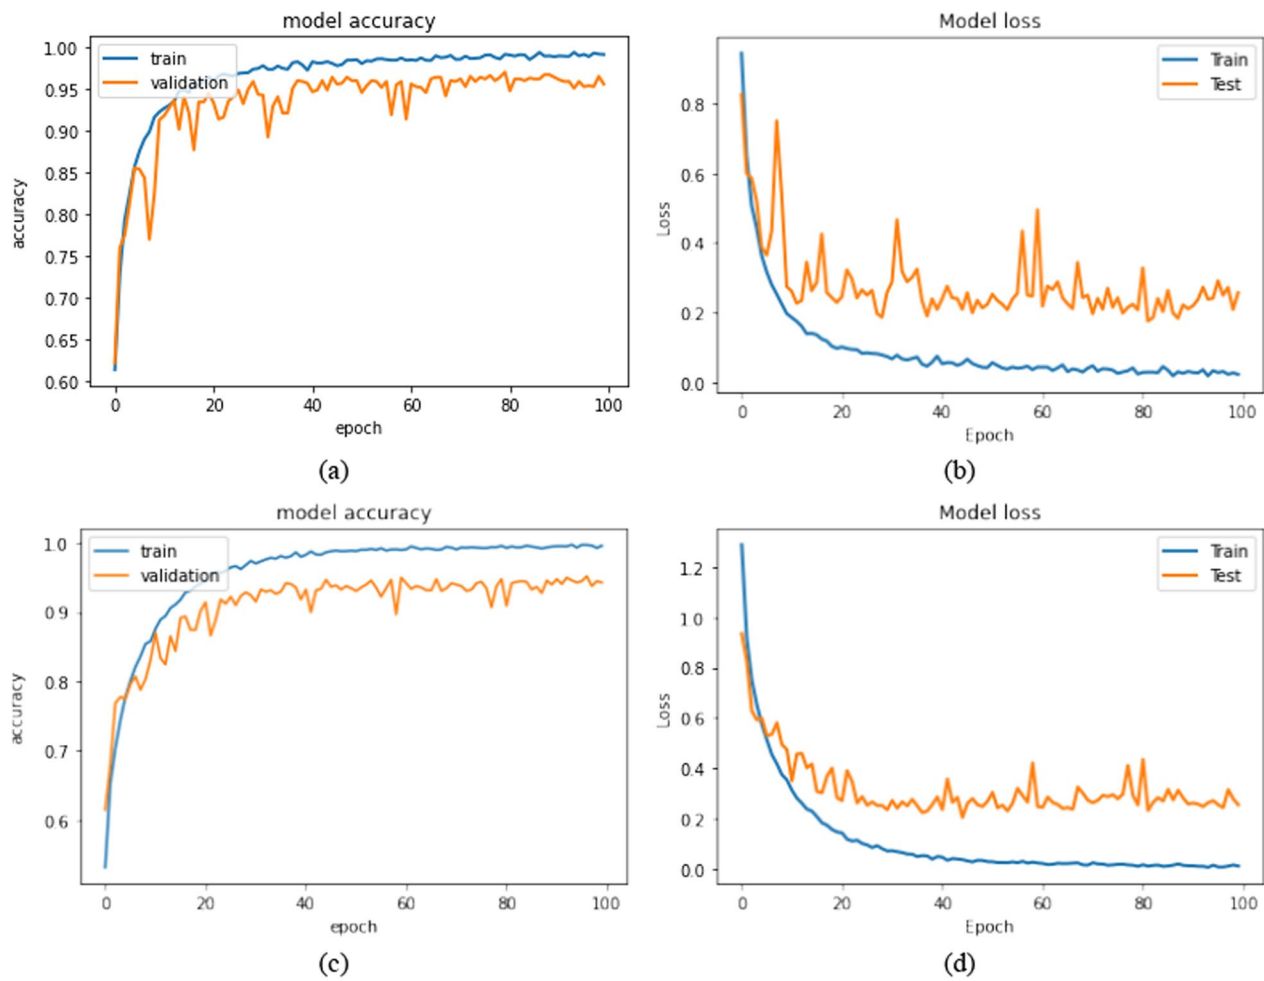 model accuracy
train
validation
1.00
0.95
0.90
0.85
0.80
0.75
0.70
0.65
0.60
accuracy
0 20 40 60 80 100
epoch
(a)
Model loss
Train
Test
0.8
0.6
0.4
0.2
0.0
Loss
0 20 40 60 80 100
Epoch
(b)
model accuracy
train
validation
1.0
0.9
0.8
0.7
0.6
accuracy
0 20 40 60 80 100
epoch
(c)
Model loss
Train
Test
1.2
1.0
0.8
0.6
0.4
0.2
0.0
Loss
0 20 40 60 80 100
Epoch
(d)